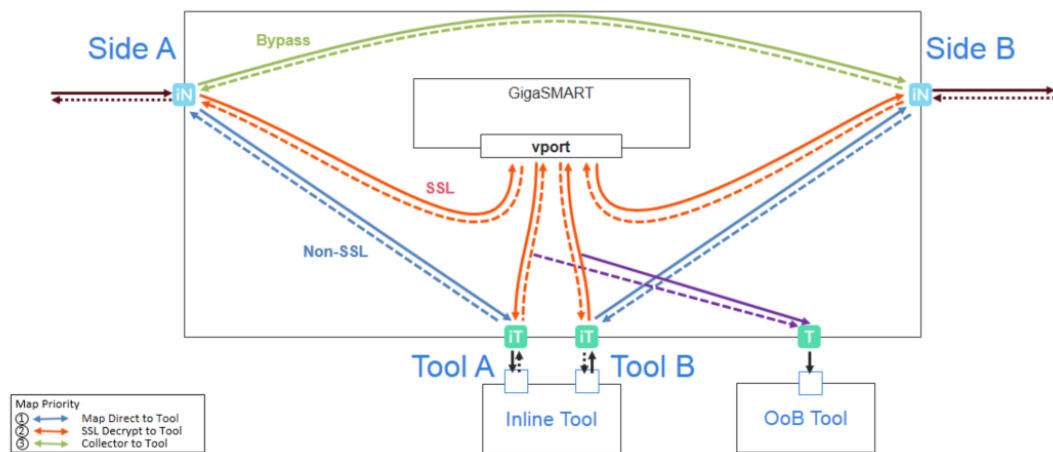 Side A
Bypass
Side B
iN
iN
GigaSMART
vport
SSL
Non-SSL
iT
iT
T
Tool A
Tool B
Inline Tool
OoB Tool
Map Priority
1 Map Direct to Tool
2 SSL Decrypt to Tool
3 Collector to Tool